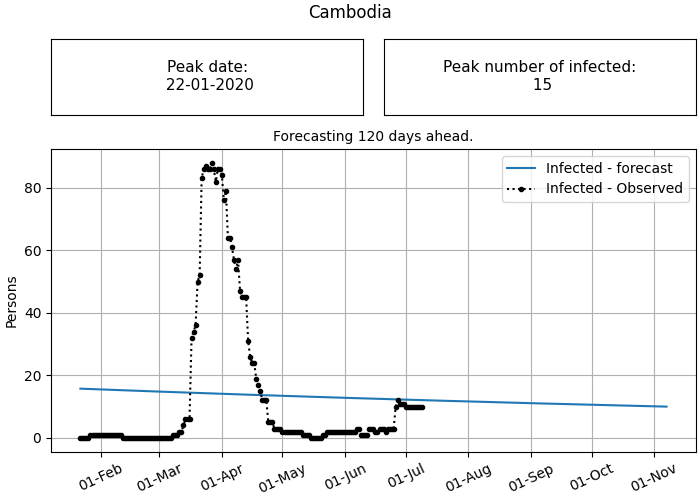 Cambodia
Peak date:
22-01-2020
Peak number of infected:
15
Forecasting 120 days ahead.
Infected - forecast
Infected - Observed
Persons
80
60
40
20
0
01-Feb
01-Mar
01-Apr
01-May
01-Jun
01-Jul
01-Aug
01-Sep
01-Oct
01-Nov